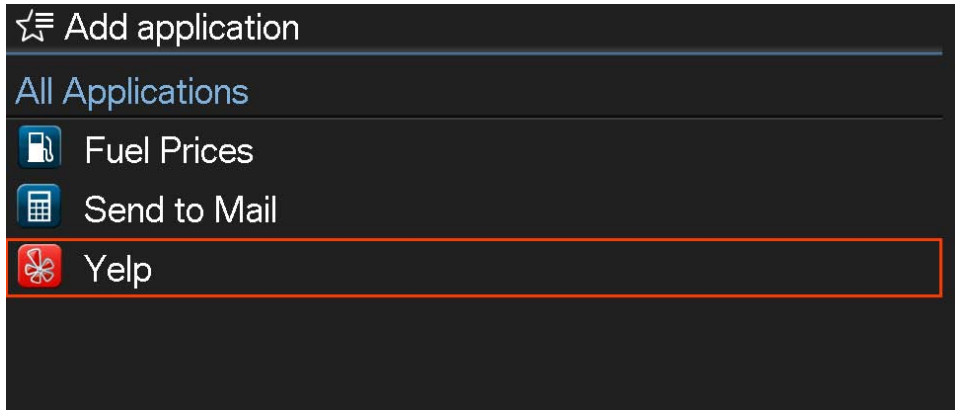 Add application
All Applications
Fuel Prices
Send to Mail
Yelp